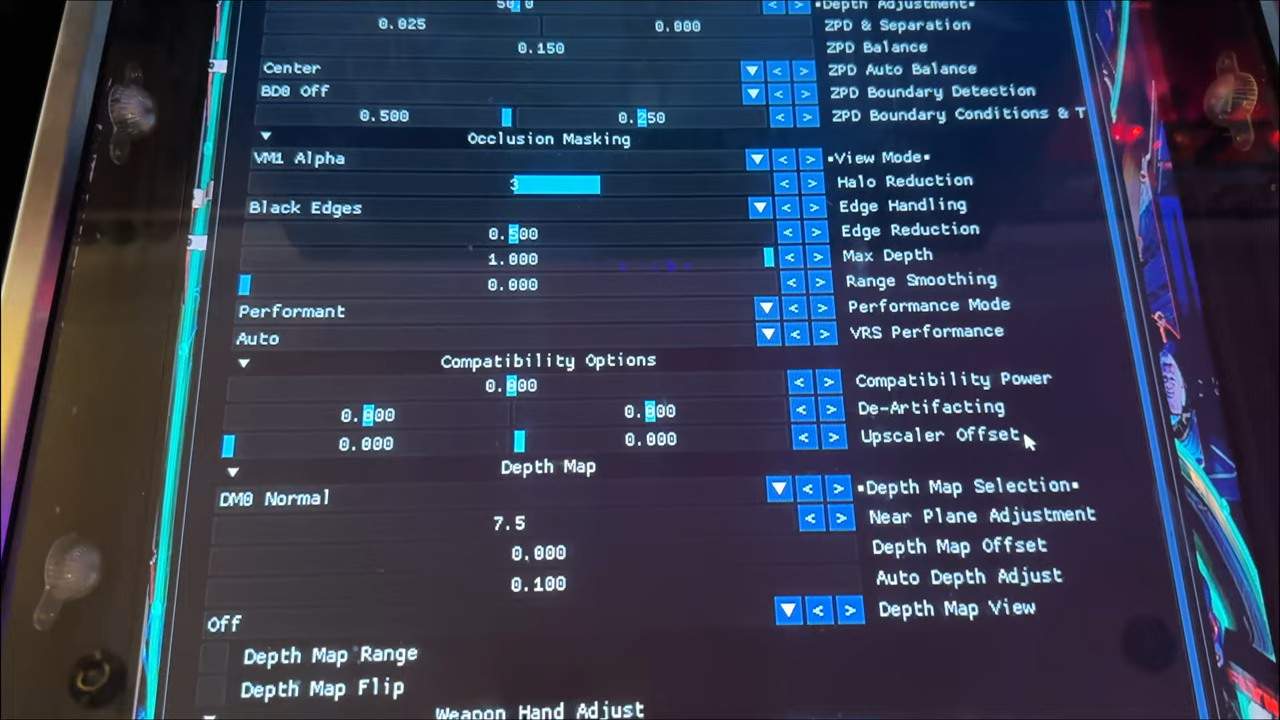 50.0 < > •Depth Adjustment•
0.025 0.000 ZPD & Separation
0.150 ZPD Balance
Center < > ZPD Auto Balance
BD0 Off < > ZPD Boundary Detection
0.500 0.250 < > ZPD Boundary Conditions & T
Occlusion Masking
VM1 Alpha < > •View Mode•
3 < > Halo Reduction
Black Edges < > Edge Handling
0.500 < > Edge Reduction
1.000 < > Max Depth
0.000 < > Range Smoothing
Performant < > Performance Mode
Auto < > VRS Performance
Compatibility Options
0.000 < > Compatibility Power
0.000 0.000 < > De-Artifacting
0.000 0.000 < > Upscaler Offset
Depth Map
DM0 Normal < > •Depth Map Selection•
7.5 < > Near Plane Adjustment
0.000 Depth Map Offset
0.100 Auto Depth Adjust
Off < > Depth Map View
Depth Map Range
Depth Map Flip
Weapon Hand Adjust